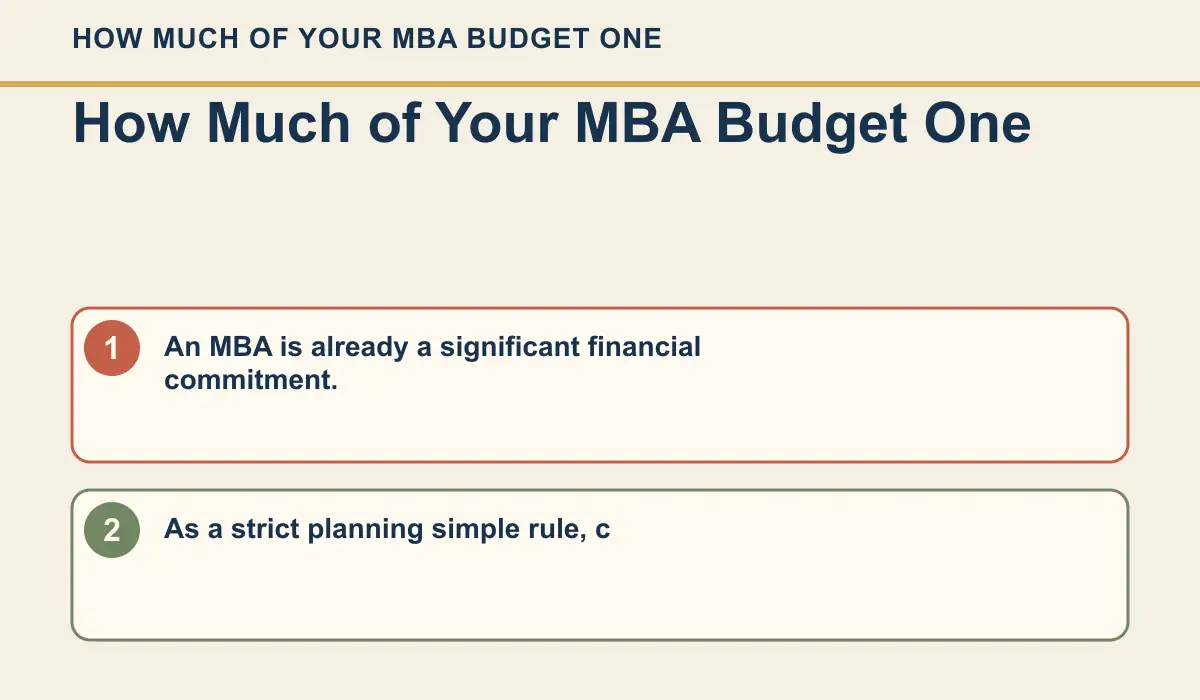 HOW MUCH OF YOUR MBA BUDGET ONE
How Much of Your MBA Budget One
1
An MBA is already a significant financial
commitment.
2
As a strict planning simple rule, c